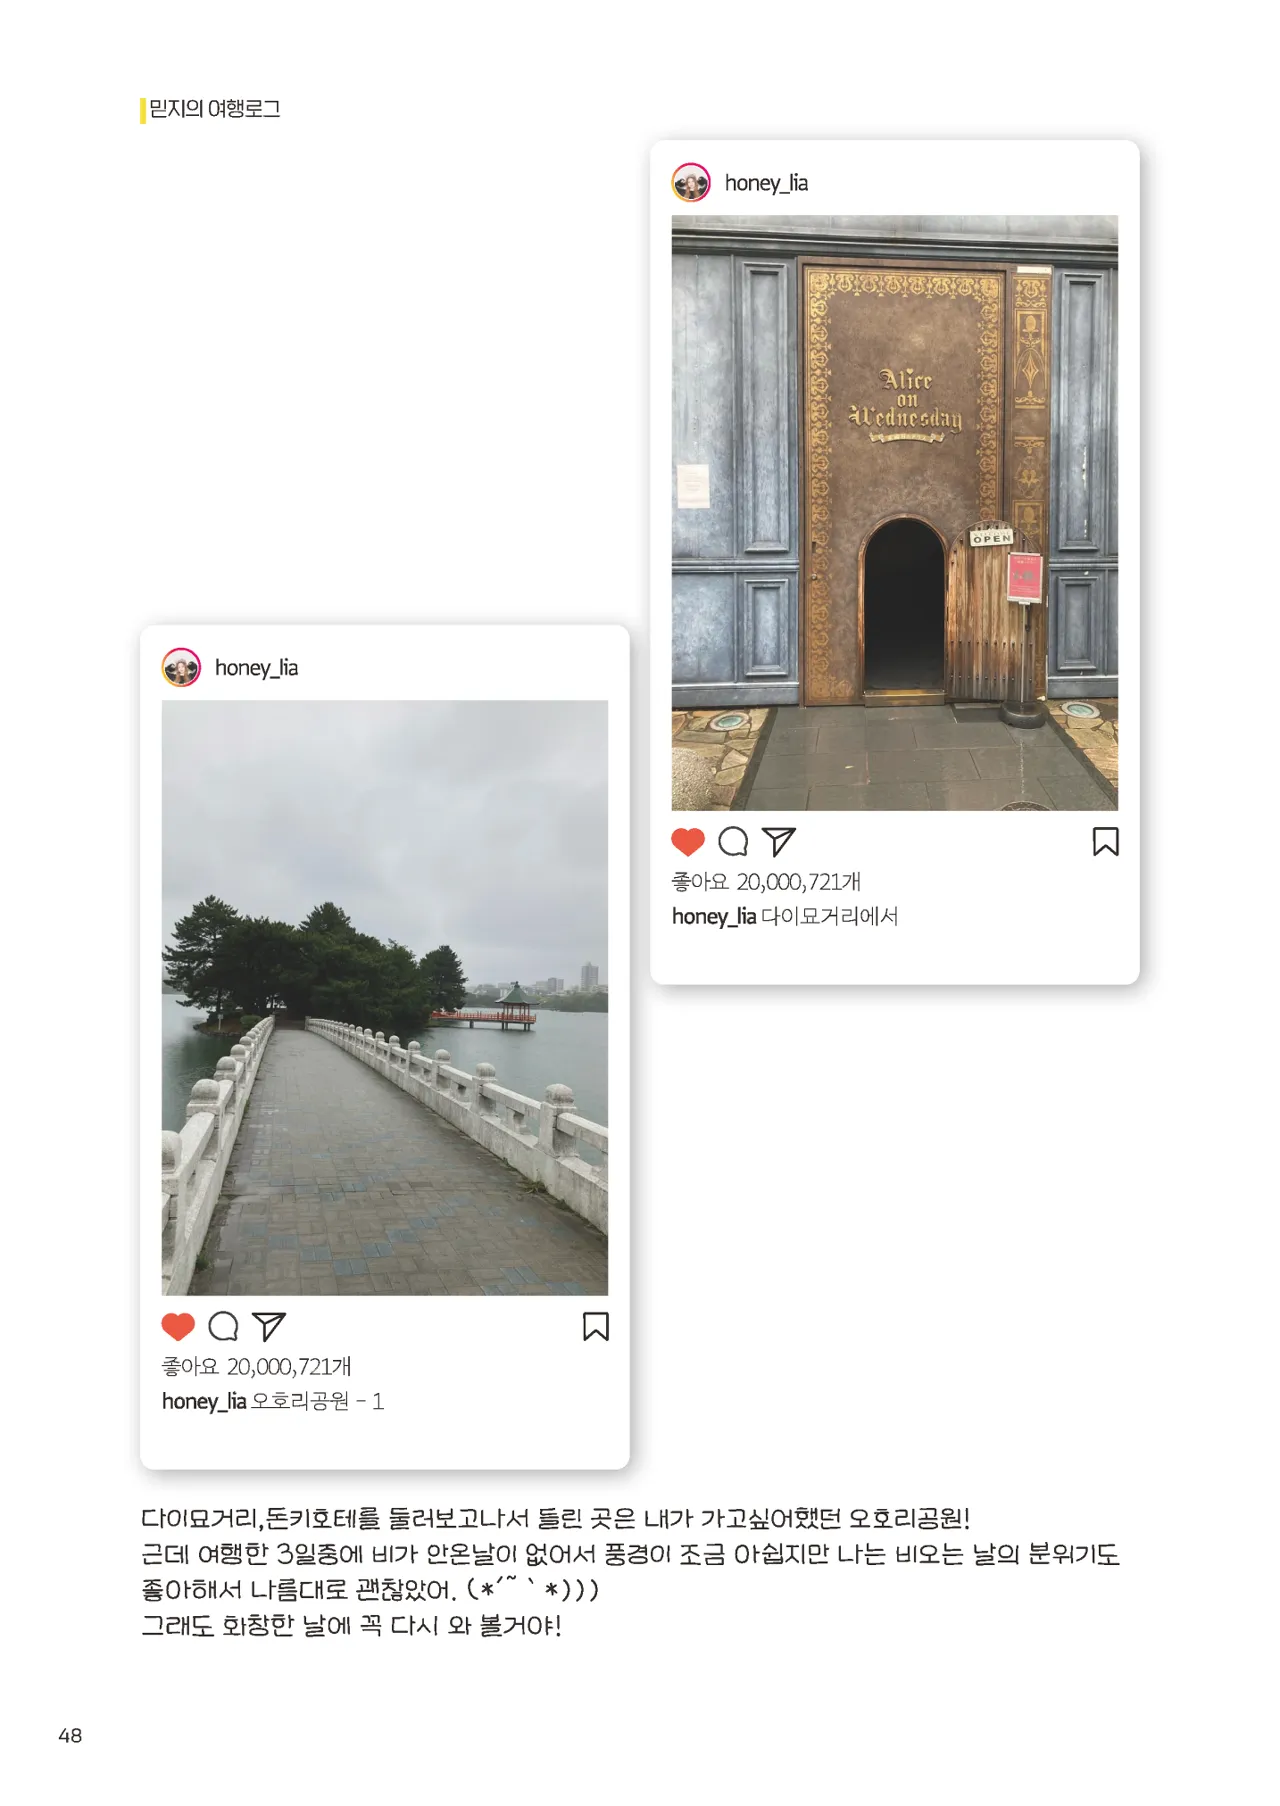 믿지의 여행로그
honey_lia
Alice
on
Wednesday
OPEN
좋아요 20,000,721개
honey_lia 다이묘거리에서
honey_lia
좋아요 20,000,721개
honey_lia 오호리공원 - 1
다이묘거리,돈키호테를 둘러보고나서 들린 곳은 내가 가고싶어했던 오호리공원!
근데 여행한 3일중에 비가 안온날이 없어서 풍경이 조금 아쉽지만 나는 비오는 날의 분위기도
좋아해서 나름대로 괜찮았어. (*´˜`*)))
그래도 화창한 날에 꼭 다시 와 볼거야!
48